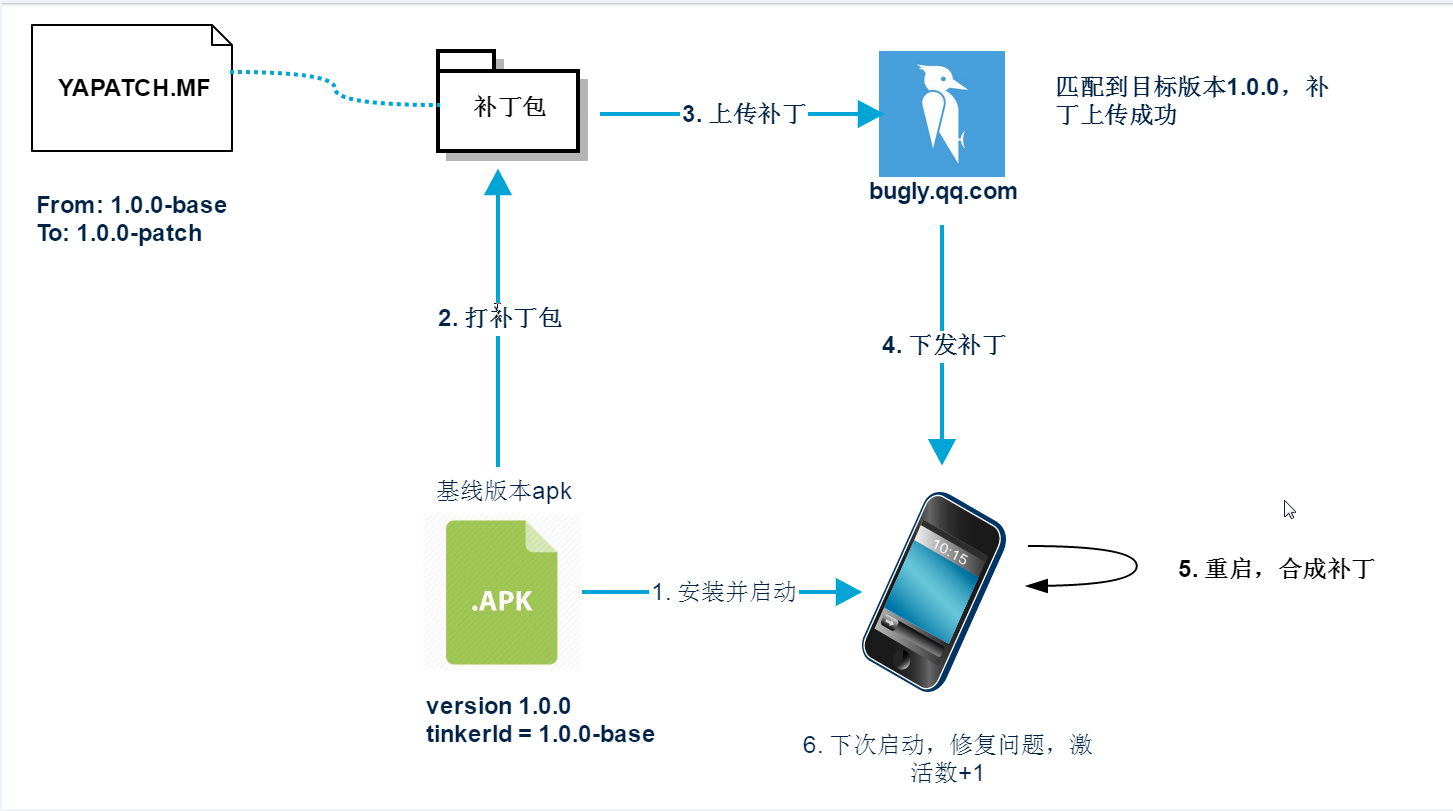 YAPATCH.MF
补丁包
3. 上传补丁
匹配到目标版本1.0.0，补
丁上传成功
bugly.qq.com
From: 1.0.0-base
To: 1.0.0-patch
2. 打补丁包
4. 下发补丁
基线版本apk
.APK
1. 安装并启动
10:15
5. 重启，合成补丁
version 1.0.0
tinkerId = 1.0.0-base
6. 下次启动，修复问题，激
活数+1